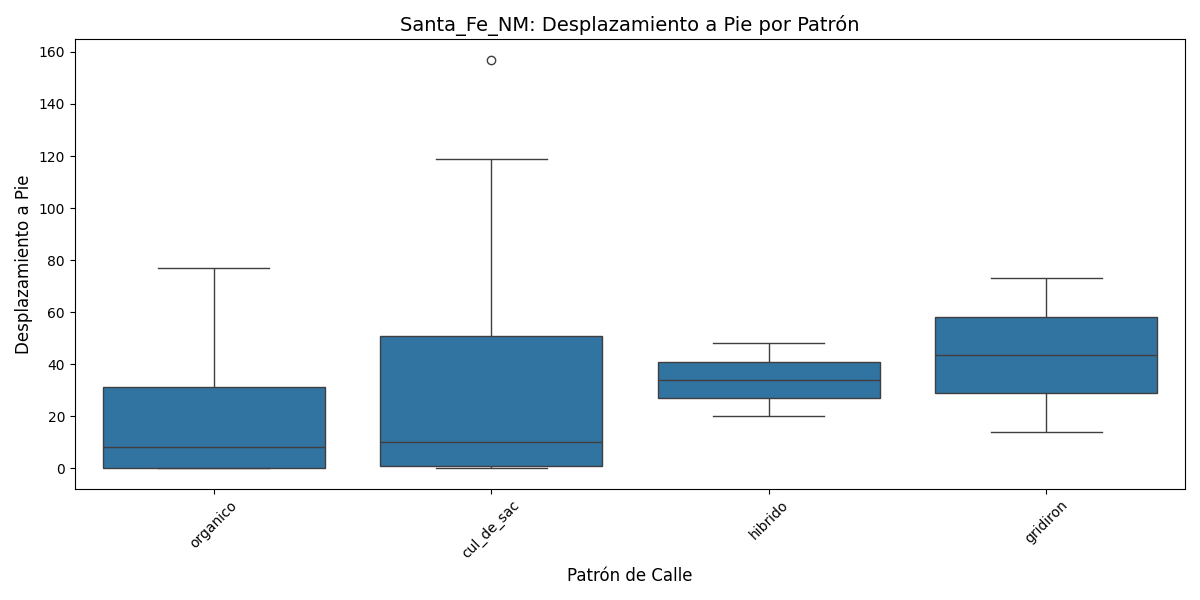 Santa_Fe_NM: Desplazamiento a Pie por Patrón
Desplazamiento a Pie
160
140
120
100
80
60
40
20
0
organico
cul_de_sac
hibrido
gridiron
Patrón de Calle